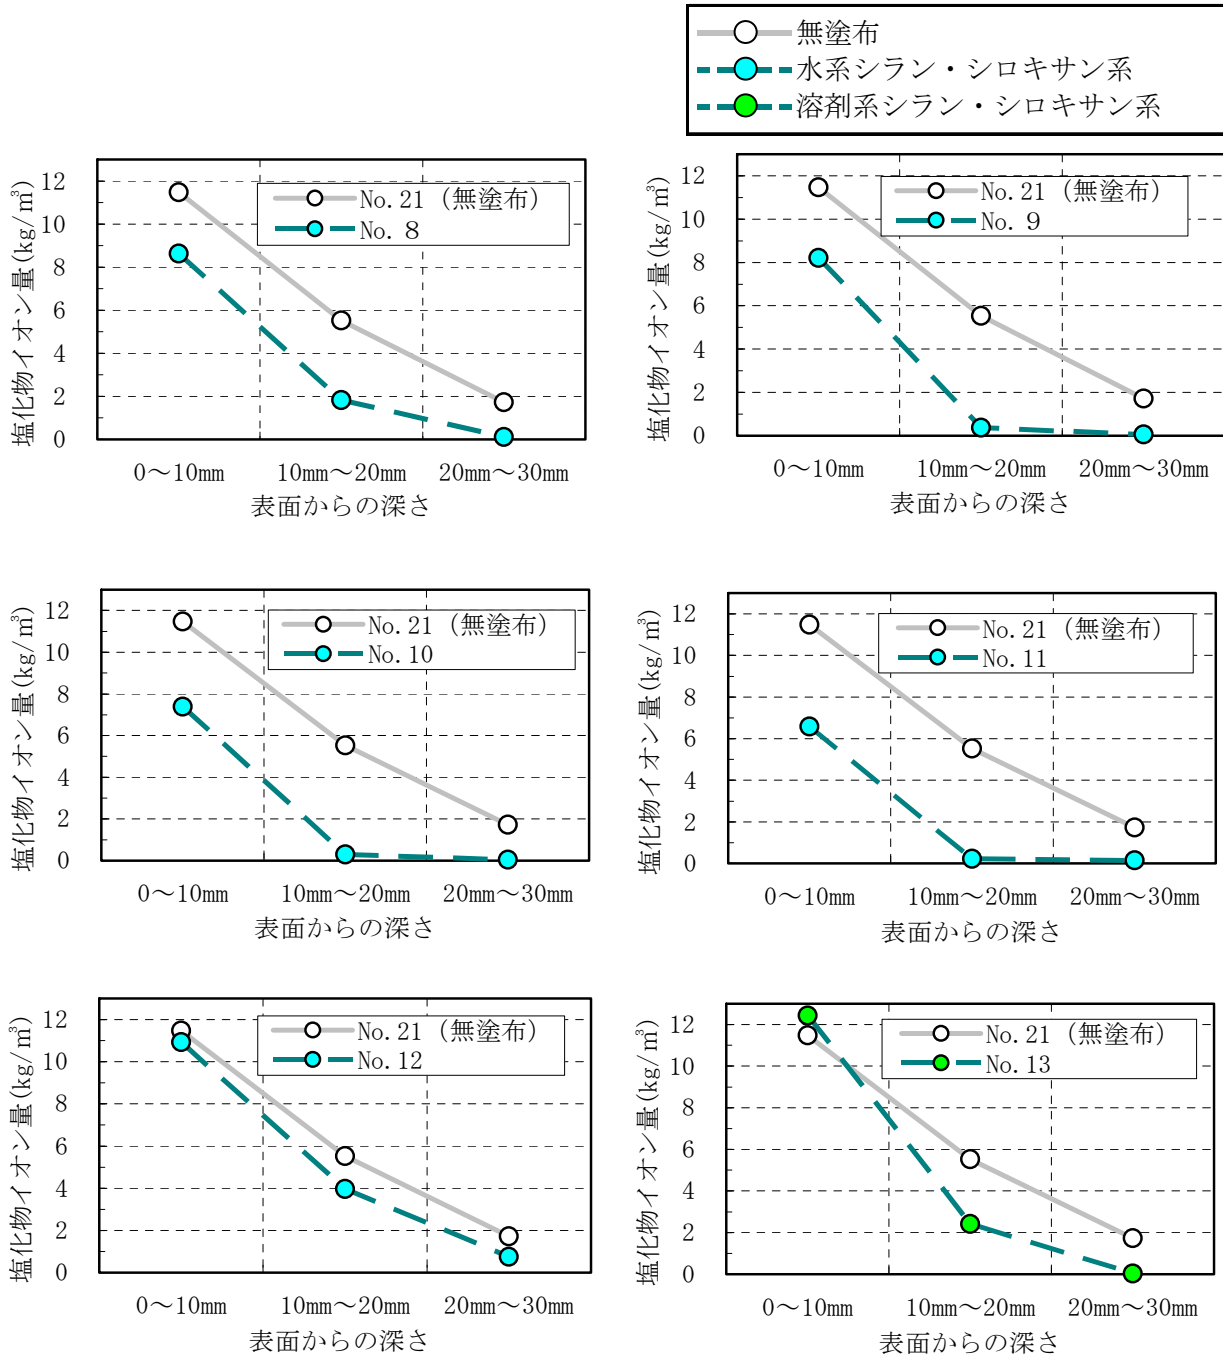 無塗布
水系シラン・シロキサン系
溶剤系シラン・シロキサン系
塩化物イオン量(kg/m³)
12
10
8
6
4
2
0
No.21 (無塗布)
No.８
0～10mm
10mm～20mm
20mm～30mm
表面からの深さ
塩化物イオン量(kg/m³)
12
10
8
6
4
2
0
No.21 (無塗布)
No.９
0～10mm
10mm～20mm
20mm～30mm
表面からの深さ
塩化物イオン量(kg/m³)
12
10
8
6
4
2
0
No.21 (無塗布)
No.10
0～10mm
10mm～20mm
20mm～30mm
表面からの深さ
塩化物イオン量(kg/m³)
12
10
8
6
4
2
0
No.21 (無塗布)
No.11
0～10mm
10mm～20mm
20mm～30mm
表面からの深さ
塩化物イオン量(kg/m³)
12
10
8
6
4
2
0
No.21 (無塗布)
No.12
0～10mm
10mm～20mm
20mm～30mm
表面からの深さ
塩化物イオン量(kg/m³)
12
10
8
6
4
2
0
No.21 (無塗布)
No.13
0～10mm
10mm～20mm
20mm～30mm
表面からの深さ